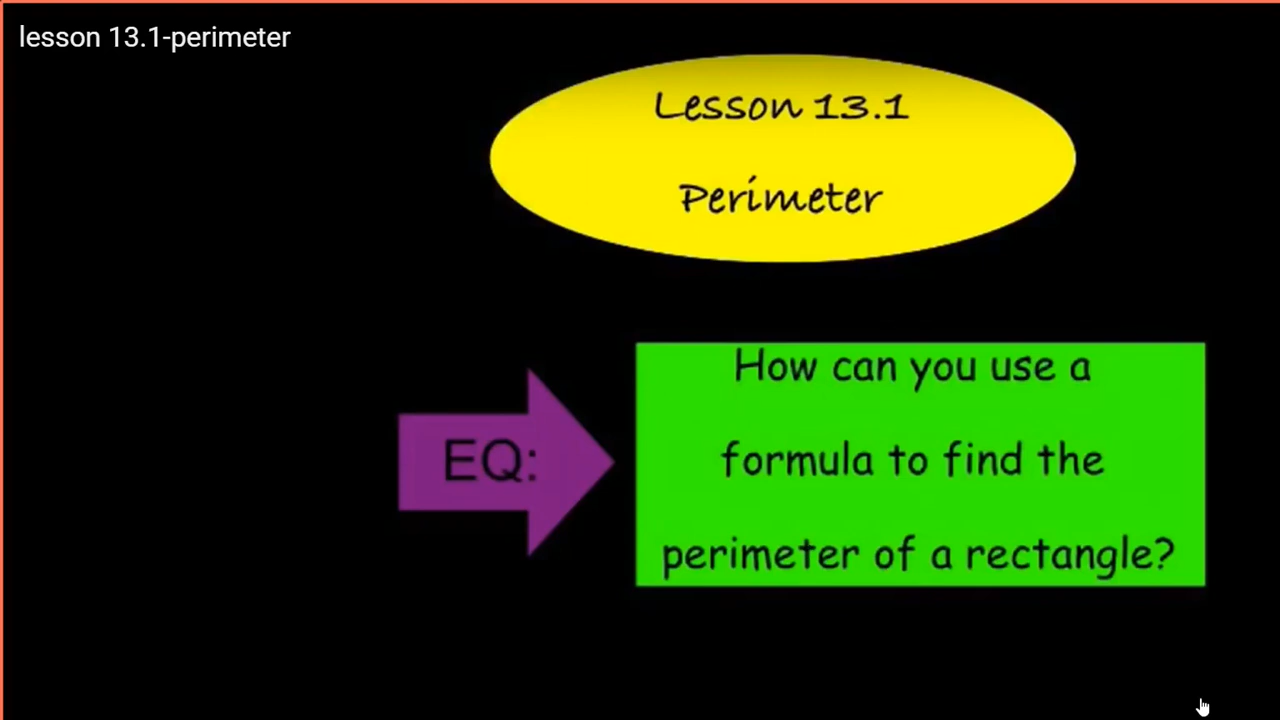 lesson 13.1-perimeter
Lesson 13.1
Perimeter
EQ:
How can you use a
formula to find the
perimeter of a rectangle?